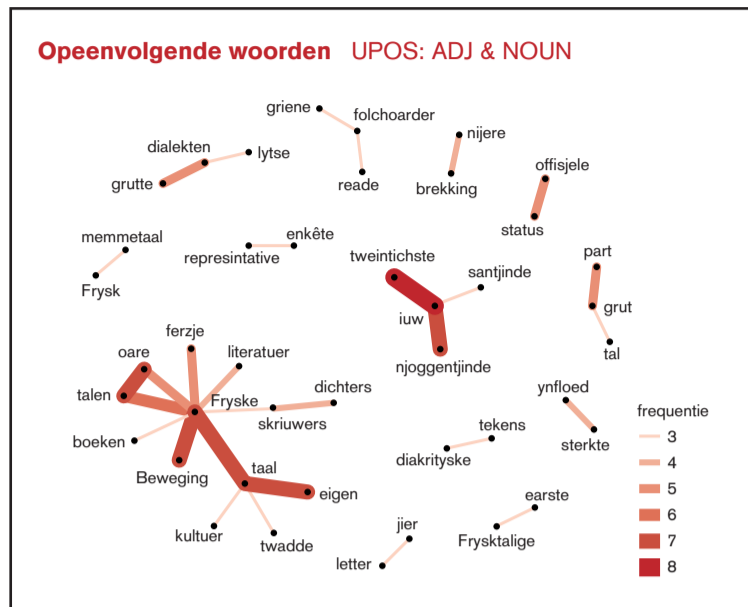 Opeenvolgende woorden UPOS: ADJ & NOUN
griene
folchoarder
nijere
dialekten
lytse
offisjele
grutte
reade
brekking
status
memmetaal
enkête
represintative
tweintichste
part
santjinde
Frysk
grut
iuw
ferzje
oare
literatuer
njoggentjinde
tal
talen
Fryske
dichters
ynfloed
skriuwers
frequentie
boeken
tekens
sterkte
3
diakrityske
4
Beweging
taal
5
eigen
6
earste
7
kultuer
twadde
jier
Frysktalige
letter
8